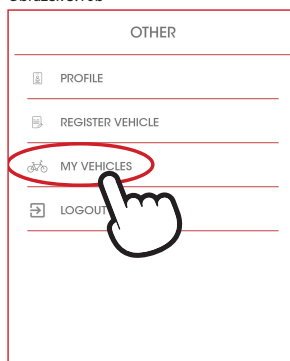 OTHER
PROFILE
REGISTER VEHICLE
MY VEHICLES
LOGOUT